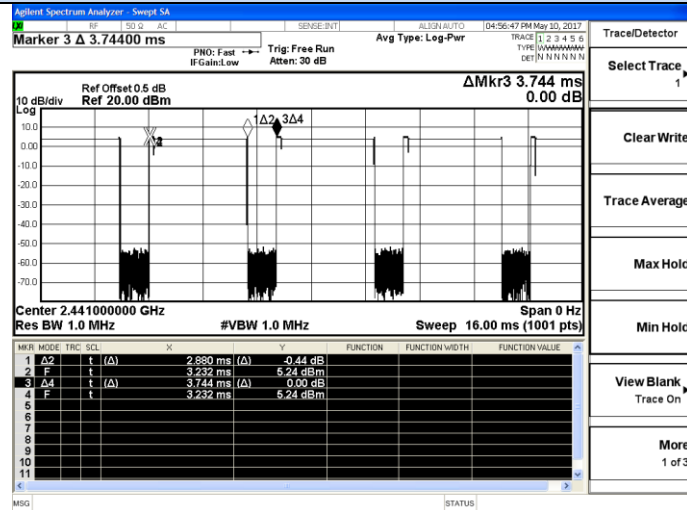 Agilent Spectrum Analyzer - Swept SA
LXI RF 50 Ω AC SENSE:INT ALIGN AUTO 04:56:47 PM May 10, 2017
Marker 3 Δ 3.74400 ms
PNO: Fast
IFGain:Low
Trig: Free Run
Atten: 30 dB
Avg Type: Log-Pwr
TRACE 1 2 3 4 5 6
TYPE WWWWWW
DET N N N N N N
Ref Offset 0.5 dB
10 dB/div Ref 20.00 dBm
ΔMkr3 3.744 ms
0.00 dB
Log
10.0
0.00
-10.0
-20.0
-30.0
-40.0
-50.0
-60.0
-70.0
1Δ2 3Δ4
Center 2.441000000 GHz Span 0 Hz
Res BW 1.0 MHz #VBW 1.0 MHz Sweep 16.00 ms (1001 pts)
MKR MODE TRC SCL X Y FUNCTION FUNCTION WIDTH FUNCTION VALUE
1 Δ2 t (Δ) 2.880 ms (Δ) -0.44 dB
2 F t 3.232 ms 5.24 dBm
3 Δ4 t (Δ) 3.744 ms (Δ) 0.00 dB
4 F t 3.232 ms 5.24 dBm
5
6
7
8
9
10
11
MSG STATUS
Trace/Detector
Select Trace
1
Clear Write
Trace Average
Max Hold
Min Hold
View Blank
Trace On
More
1 of 3